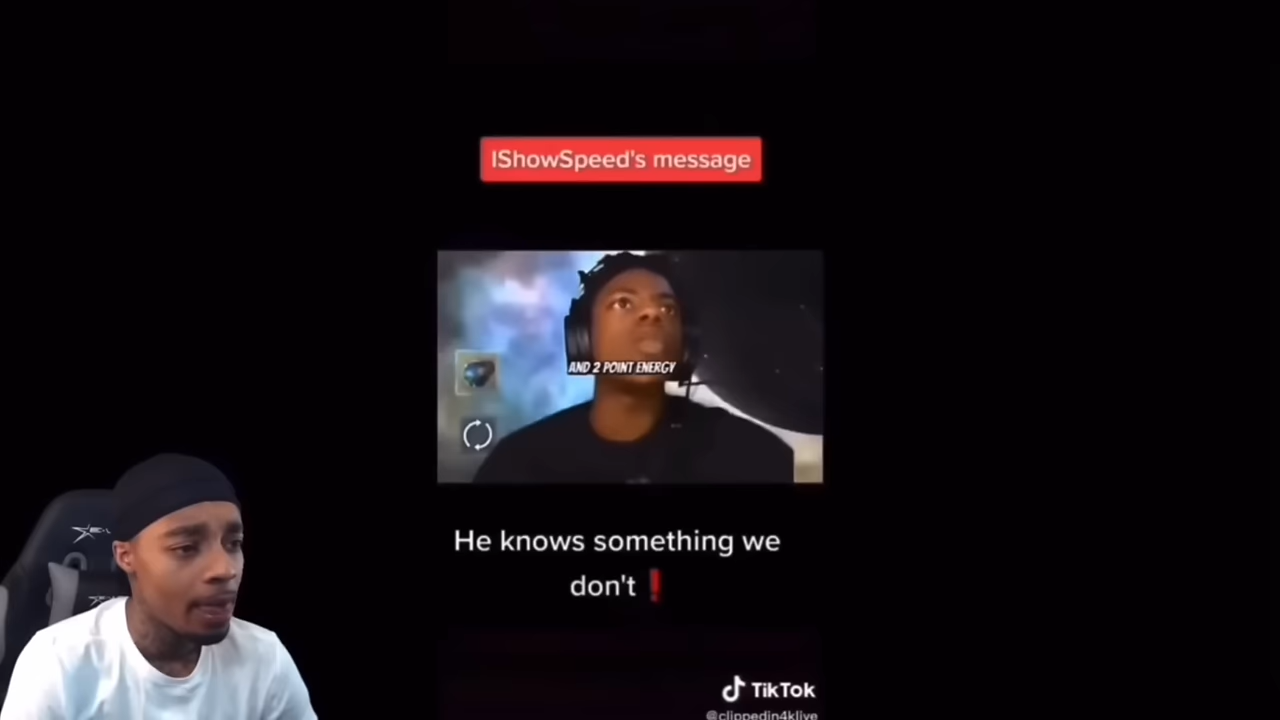 IShowSpeed's message
AND 2 POINT ENERGY
He knows something we
don't❗
TikTok
@clippedin4klive